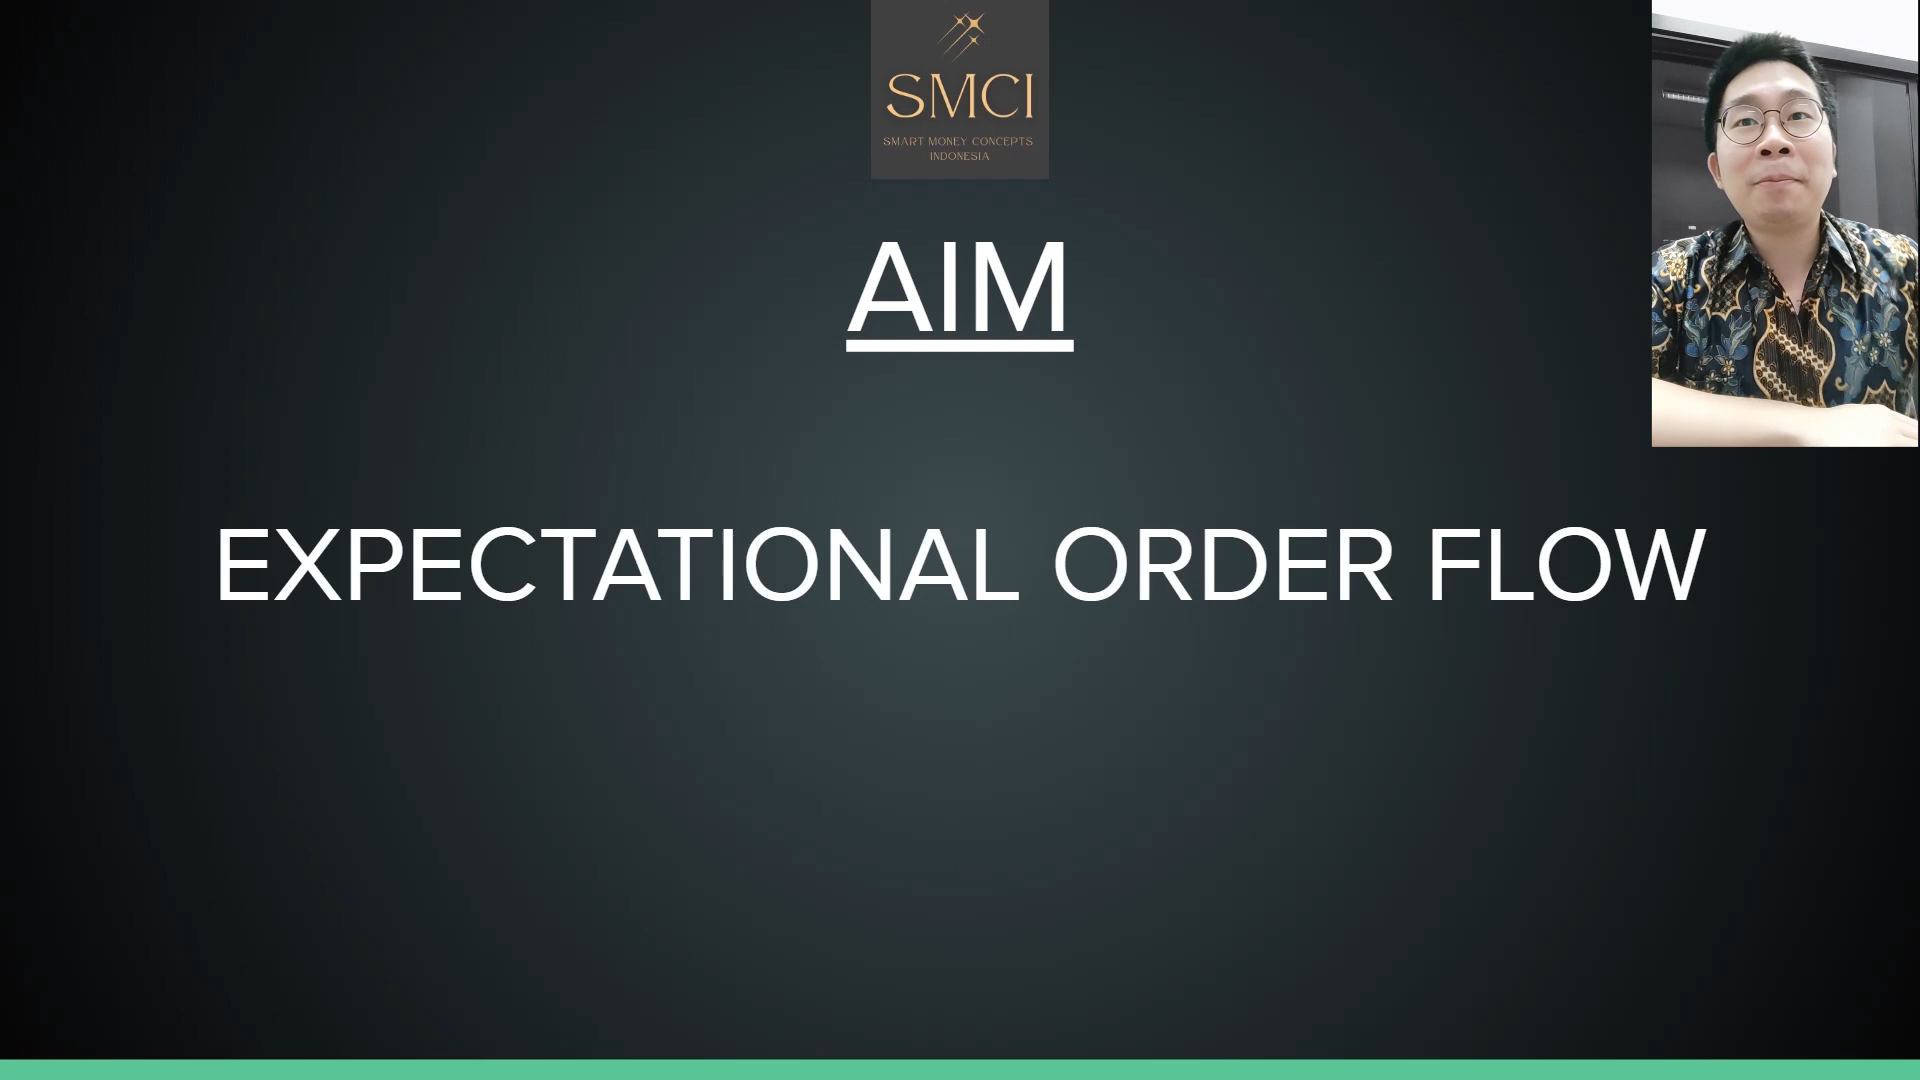 SMCI
SMART MONEY CONCEPTS
INDONESIA
AIM
EXPECTATIONAL ORDER FLOW